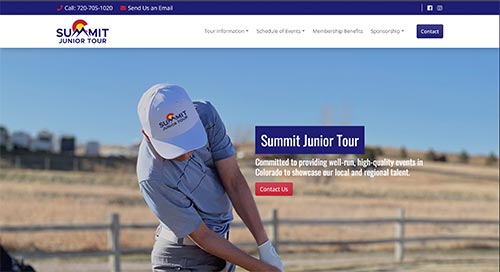 Call: 720-705-1020 Send Us an Email
SUMMIT
JUNIOR TOUR
Tour Information Schedule of Events Membership Benefits Sponsorship Contact
SUMMIT
JUNIOR TOUR
Summit Junior Tour
Committed to providing well-run, high-quality events in
Colorado to showcase our local and regional talent.
Contact Us